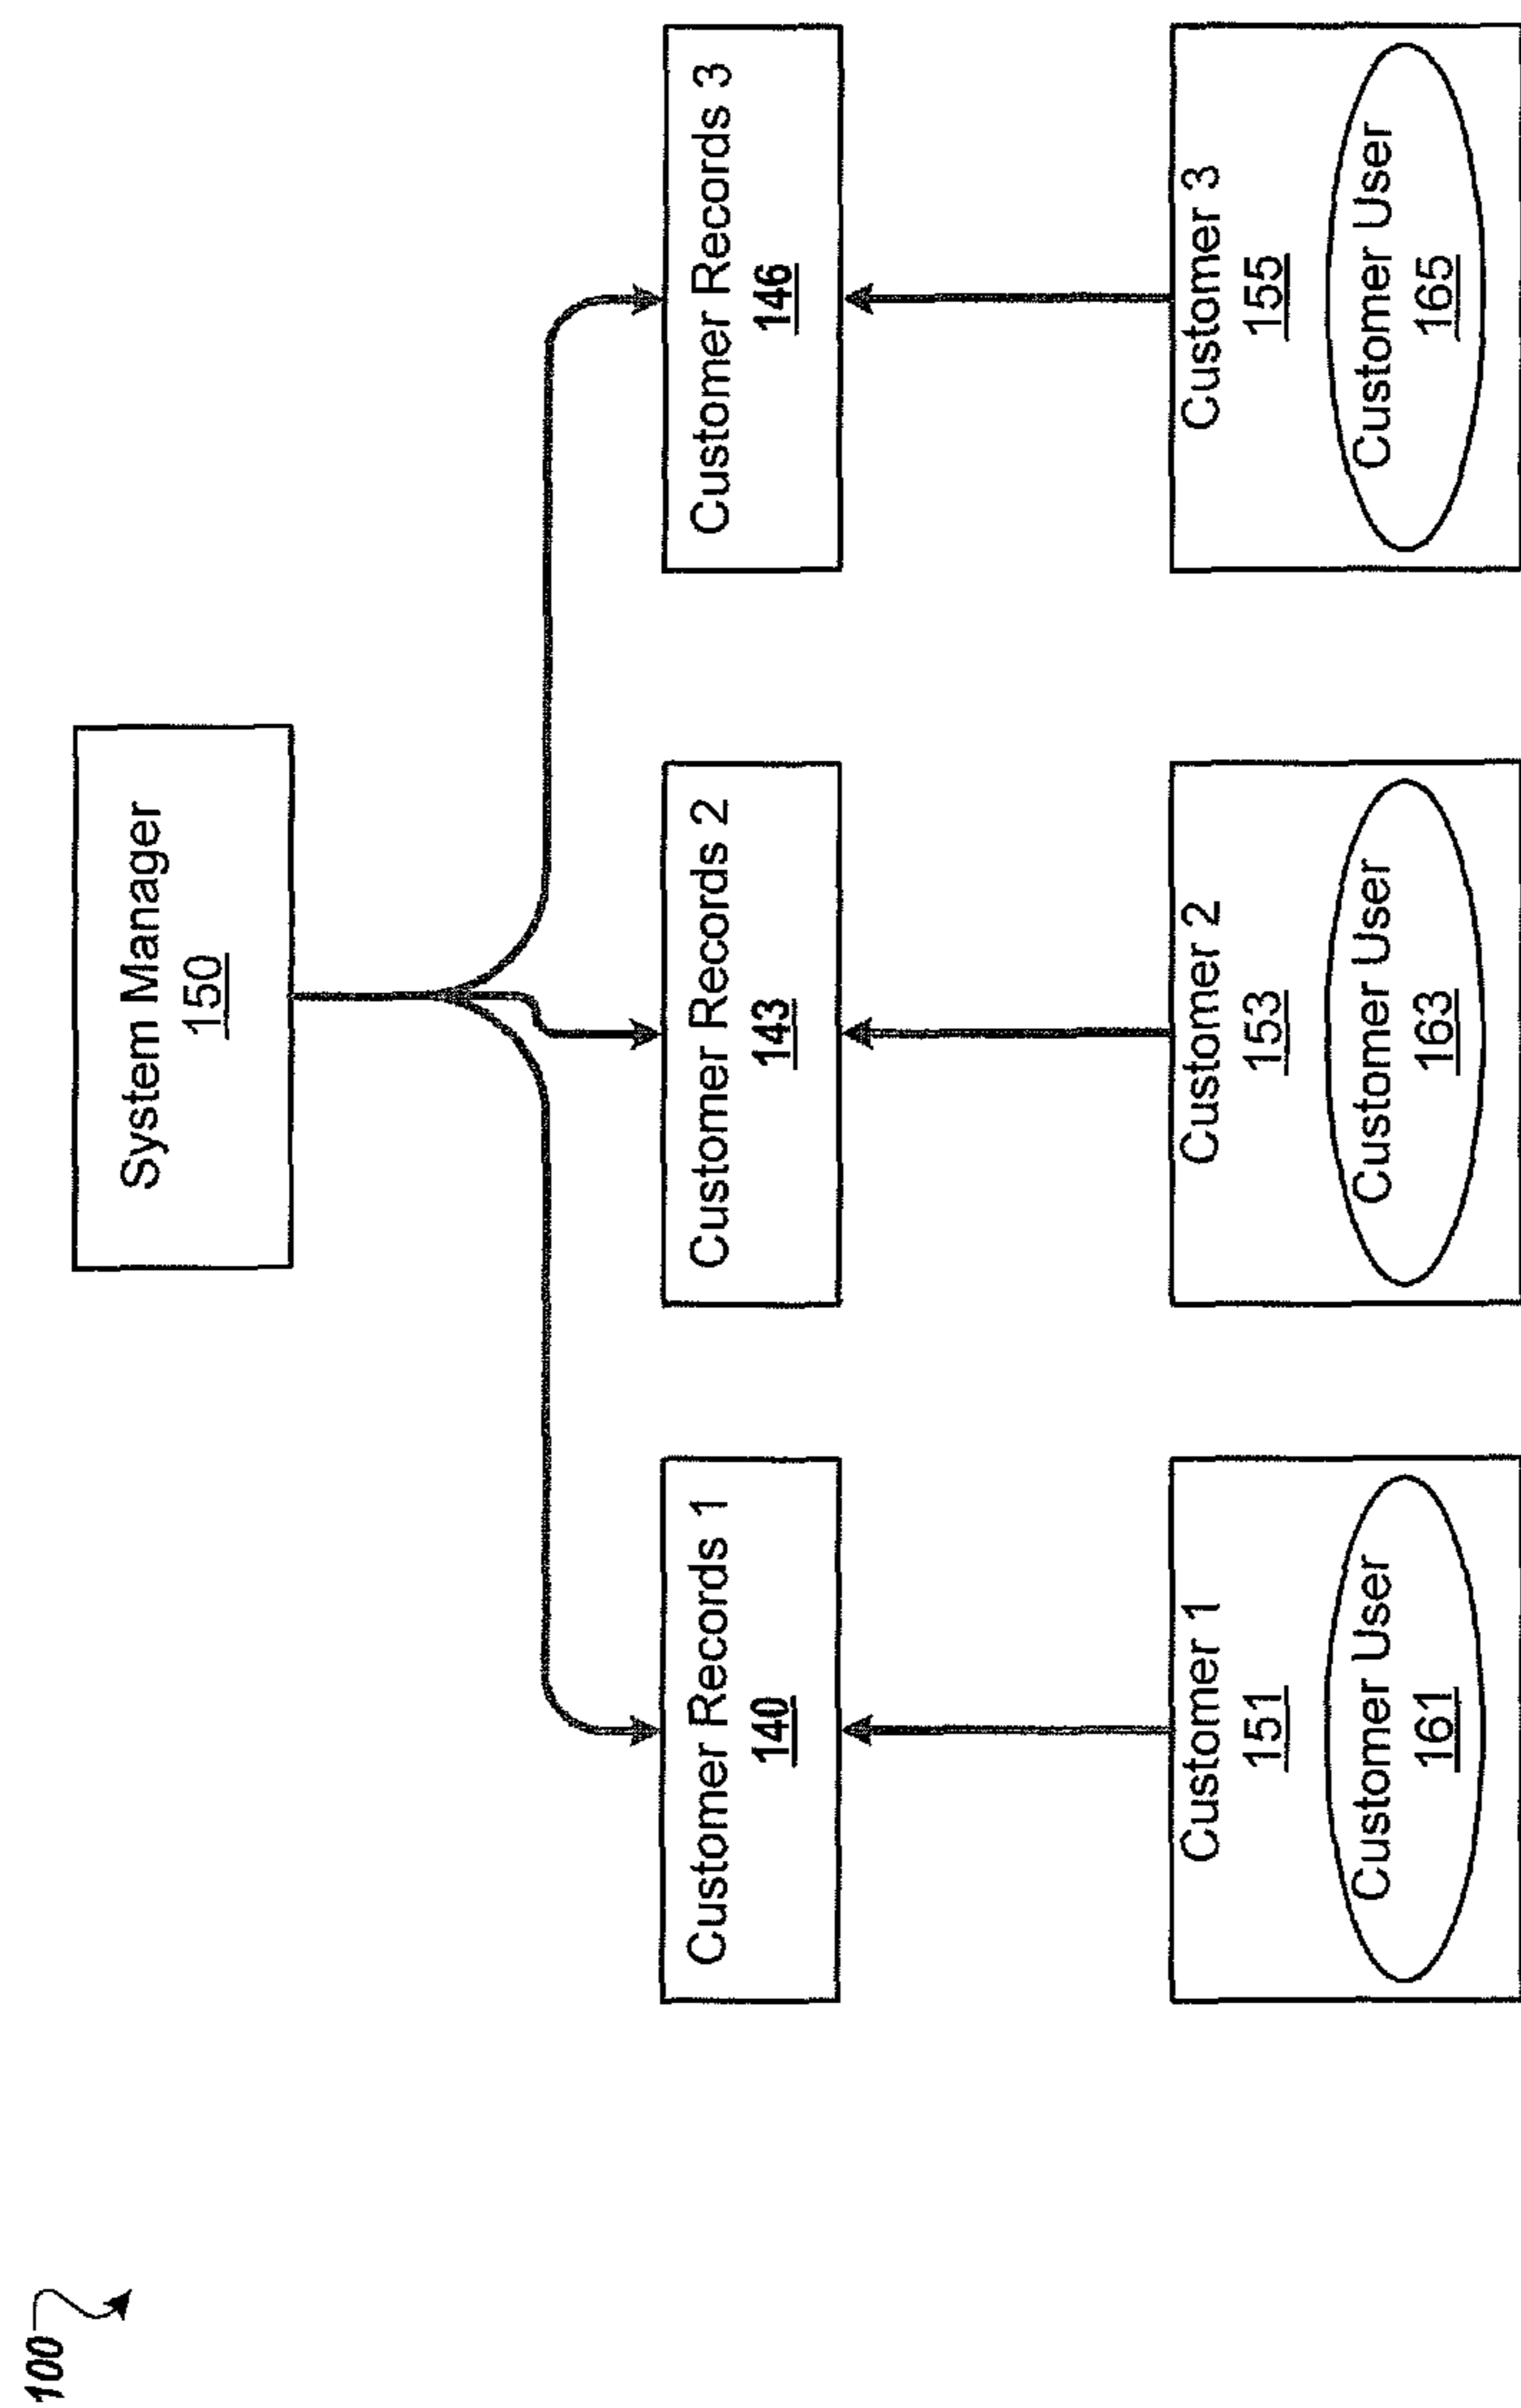 100
System Manager
150
Customer Records 1
140
Customer Records 2
143
Customer Records 3
146
Customer 1
151
Customer User
161
Customer 2
153
Customer User
163
Customer 3
155
Customer User
165